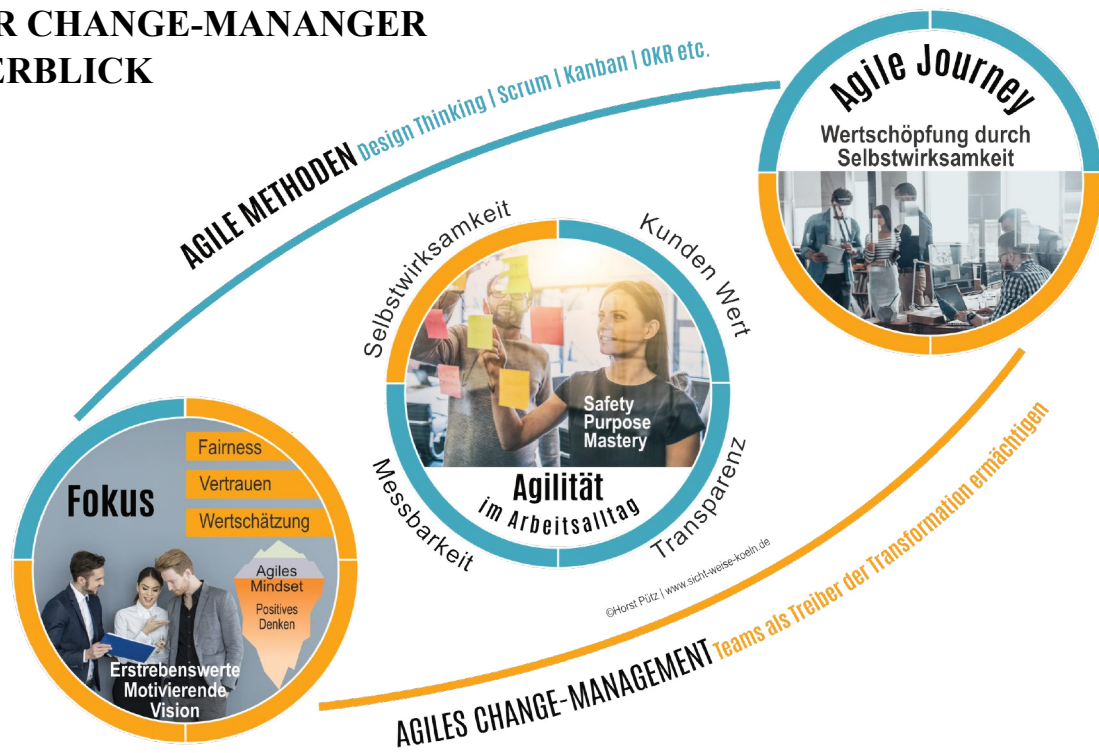 R CHANGE-MANANGER
ERBLICK
AGILE METHODEN Design Thinking | Scrum | Kanban | OKR etc.
Agile Journey
Wertschöpfung durch
Selbstwirksamkeit
Selbstwirksamkeit
Kunden Wert
Safety
Purpose
Mastery
Agilität
im Arbeitsalltag
Messbarkeit
Transparenz
Fokus
Fairness
Vertrauen
Wertschätzung
Agiles
Mindset
Positives
Denken
Erstrebenswerte
Motivierende
Vision
©Horst Pütz | www.sicht-weise-koeln.de
AGILES CHANGE-MANAGEMENT Teams als Treiber der Transformation ermächtigen